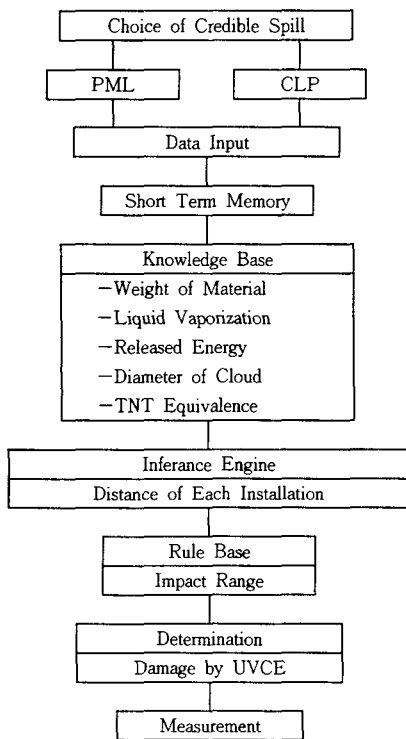 Choice of Credible Spill
PML
CLP
Data Input
Short Term Memory
Knowledge Base
-Weight of Material
-Liquid Vaporization
-Released Energy
-Diameter of Cloud
-TNT Equivalence
Inferance Engine
Distance of Each Installation
Rule Base
Impact Range
Determination
Damage by UVCE
Measurement